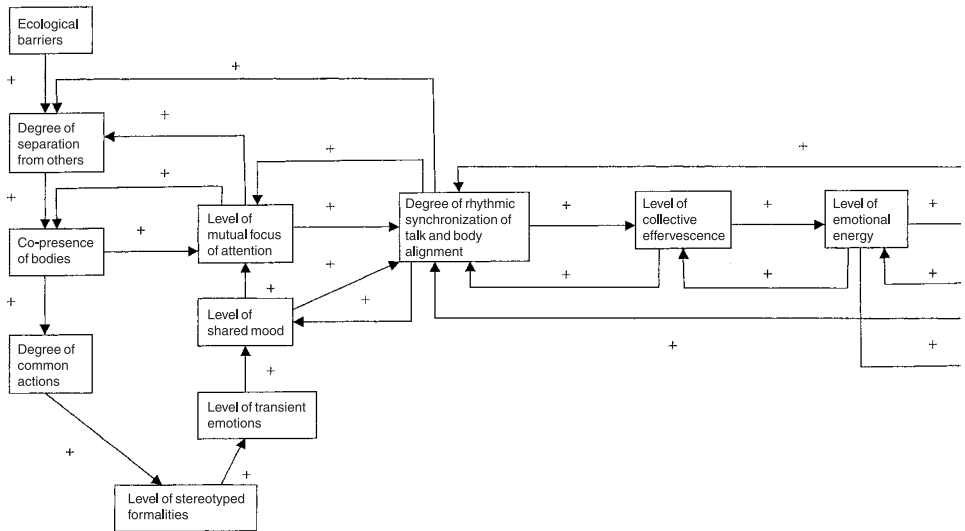 Ecological
barriers
+
+
+
Degree of
separation
from others
+
+
+
+
+
Co-presence
of bodies
+
Level of
mutual focus
of attention
+
Degree of rhythmic
synchronization of
talk and body
alignment
+
Level of
collective
effervescence
+
Level of
emotional
energy
+
+
+
+
+
+
+
Level of
shared mood
+
+
+
Degree of
common
actions
+
Level of transient
emotions
+
+
Level of stereotyped
formalities